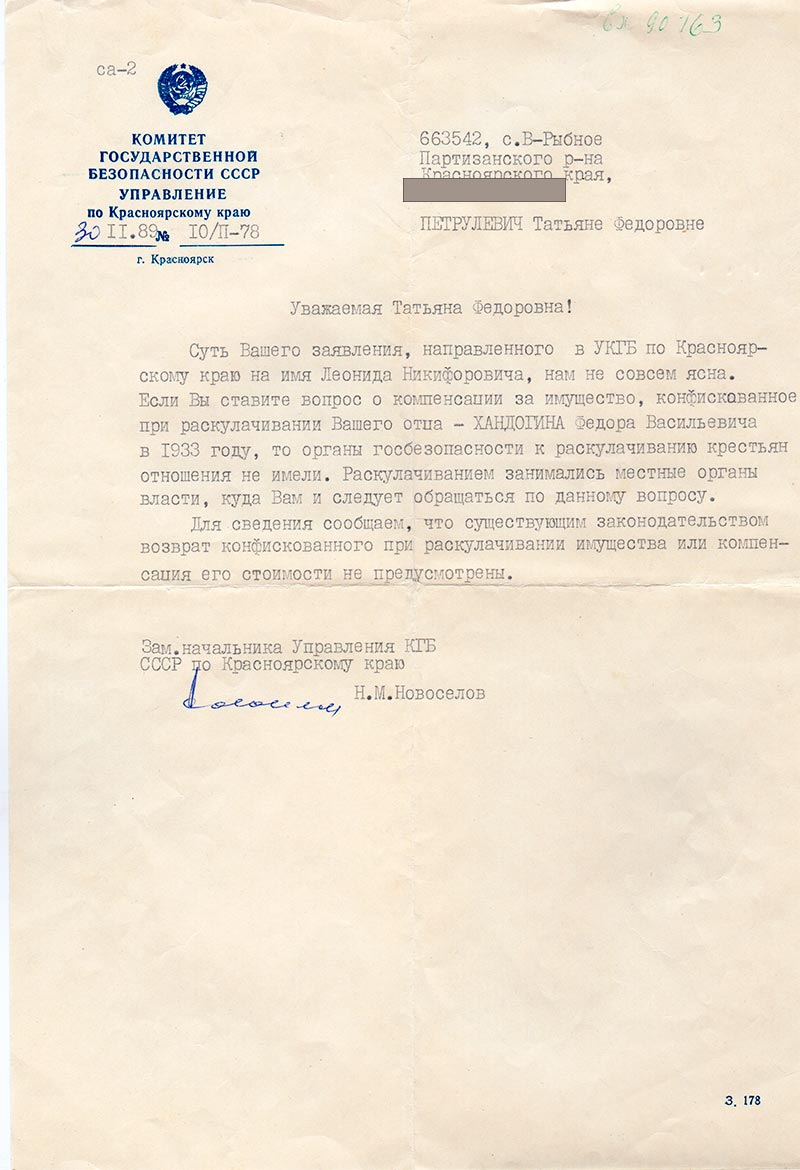 Вх 90163
са-2
КОМИТЕТ
ГОСУДАРСТВЕННОЙ
БЕЗОПАСНОСТИ СССР
УПРАВЛЕНИЕ
по Красноярскому краю
30 II.89 № IO/П-78
г. Красноярск
663542, с.В-Рыбное
Партизанского р-на
Красноярского края,
ПЕТРУЛЕВИЧ Татьяне Федоровне
Уважаемая Татьяна Федоровна!
Суть Вашего заявления, направленного в УКГБ по Краснояр-
скому краю на имя Леонида Никифоровича, нам не совсем ясна.
Если Вы ставите вопрос о компенсации за имущество, конфискованное
при раскулачивании Вашего отца - ХАНДОГИНА Федора Васильевича
в I933 году, то органы госбезопасности к раскулачиванию крестьян
отношения не имели. Раскулачиванием занимались местные органы
власти, куда Вам и следует обращаться по данному вопросу.
Для сведения сообщаем, что существующим законодательством
возврат конфискованного при раскулачивании имущества или компен-
сация его стоимости не предусмотрены.
Зам.начальника Управления КГБ
СССР по Красноярскому краю
Н.М.Новоселов
З. 178